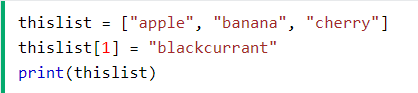 thislist = ["apple", "banana", "cherry"]
thislist[1] = "blackcurrant"
print(thislist)